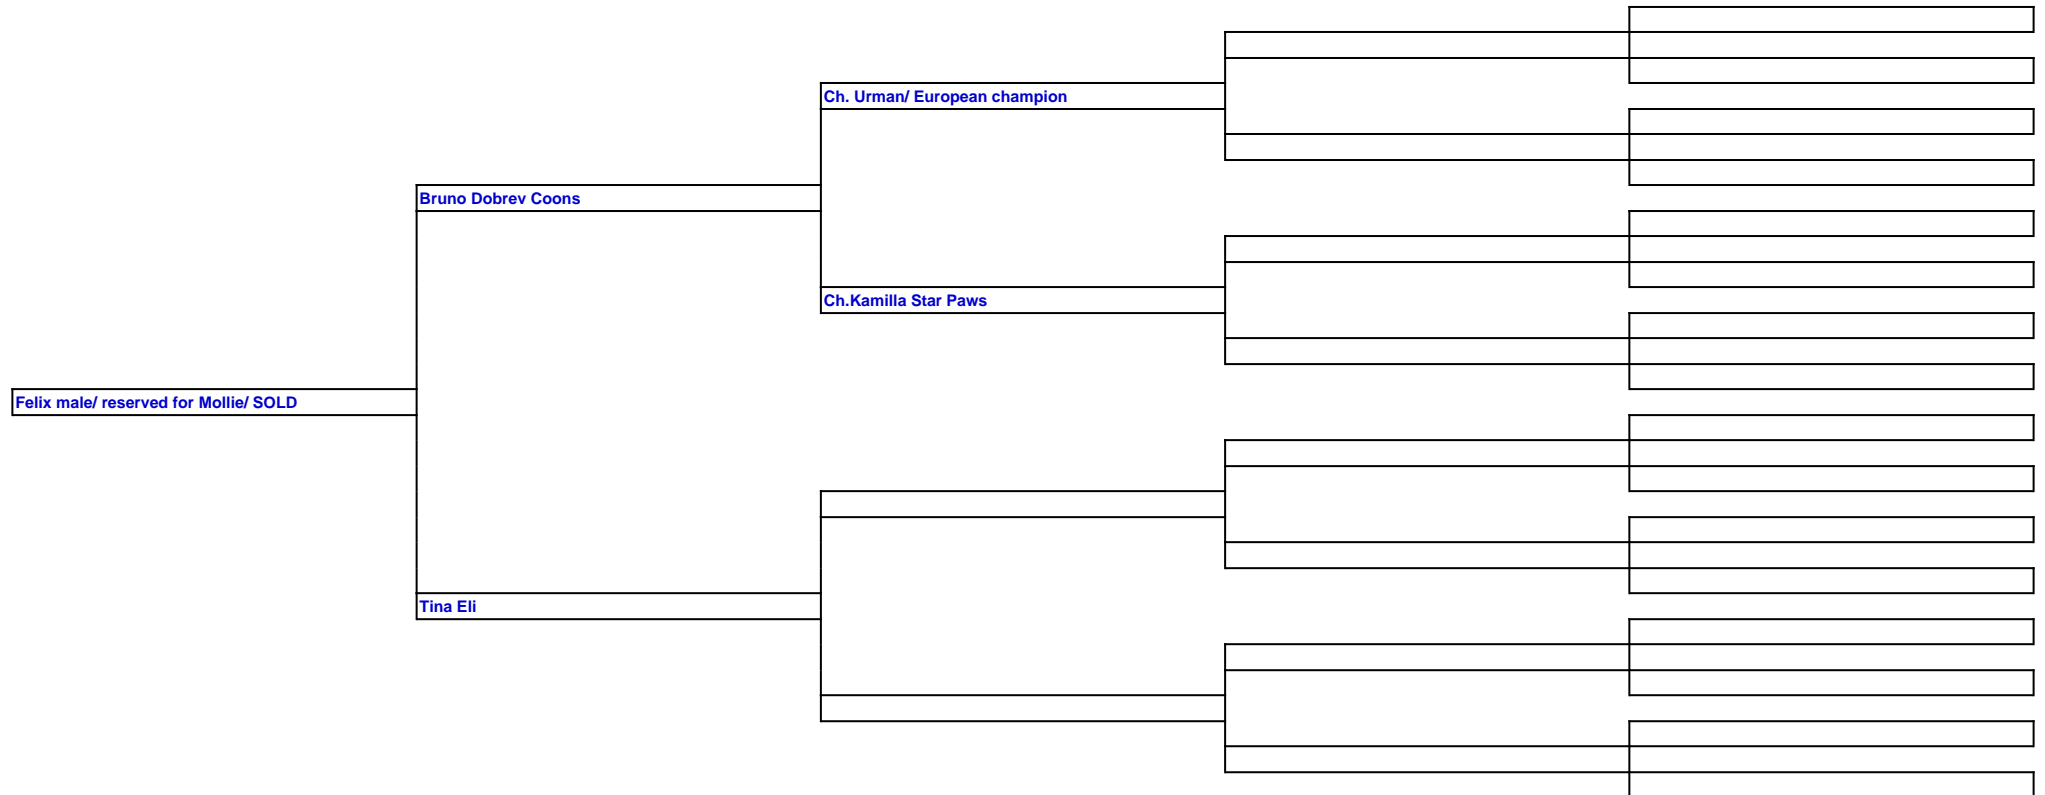 Ch. Urman/ European champion
Bruno Dobrev Coons
Ch.Kamilla Star Paws
Felix male/ reserved for Mollie/ SOLD
Tina Eli